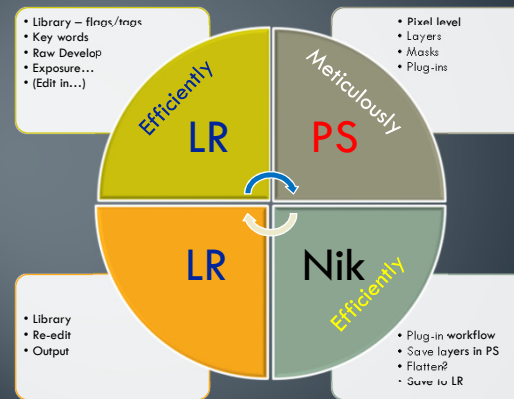 • Library – flags/tags
• Key words
• Raw Develop
• Exposure...
• (Edit in...)
• Pixel level
• Layers
• Masks
• Plug-ins
Efficiently
LR
Meticulously
PS
LR
Nik
Efficiently
• Library
• Re-edit
• Output
• Plug-in workflow
• Save layers in PS
• Flatten?
• Save to LR